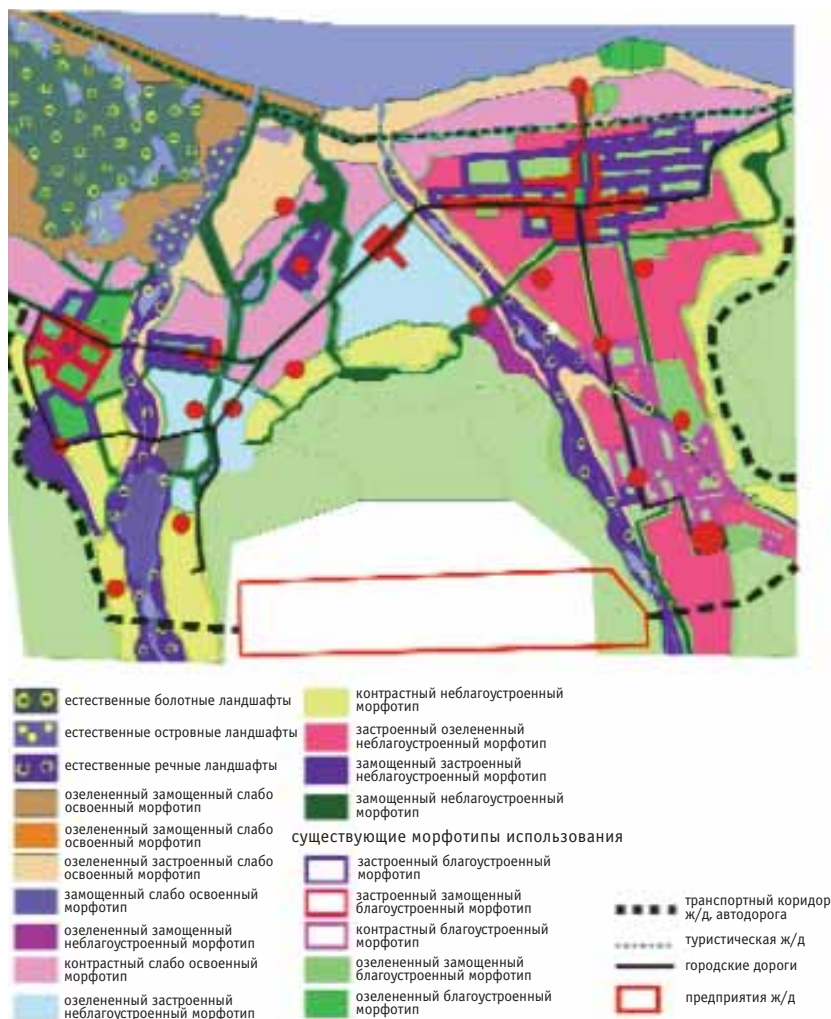 естественные болотные ландшафты
естественные островные ландшафты
естественные речные ландшафты
озелененный замощенный слабо
освоенный морфотип
озелененный замощенный слабо
освоенный морфотип
озелененный застроенный слабо
освоенный морфотип
замощенный слабо освоенный
морфотип
озелененный замощенный
неблагоустроенный морфотип
контрастный слабо освоенный
морфотип
озелененный застроенный
неблагоустроенный морфотип
контрастный неблагоустроенный
морфотип
застроенный озелененный
неблагоустроенный морфотип
замощенный застроенный
неблагоустроенный морфотип
замощенный неблагоустроенный
морфотип
существующие морфотипы использования
застроенный благоустроенный
морфотип
застроенный замощенный
благоустроенный морфотип
контрастный благоустроенный
морфотип
озелененный замощенный
благоустроенный морфотип
озелененный благоустроенный
морфотип
транспортный коридор
ж/д, автодорога
туристическая ж/д
городские дороги
предприятия ж/д